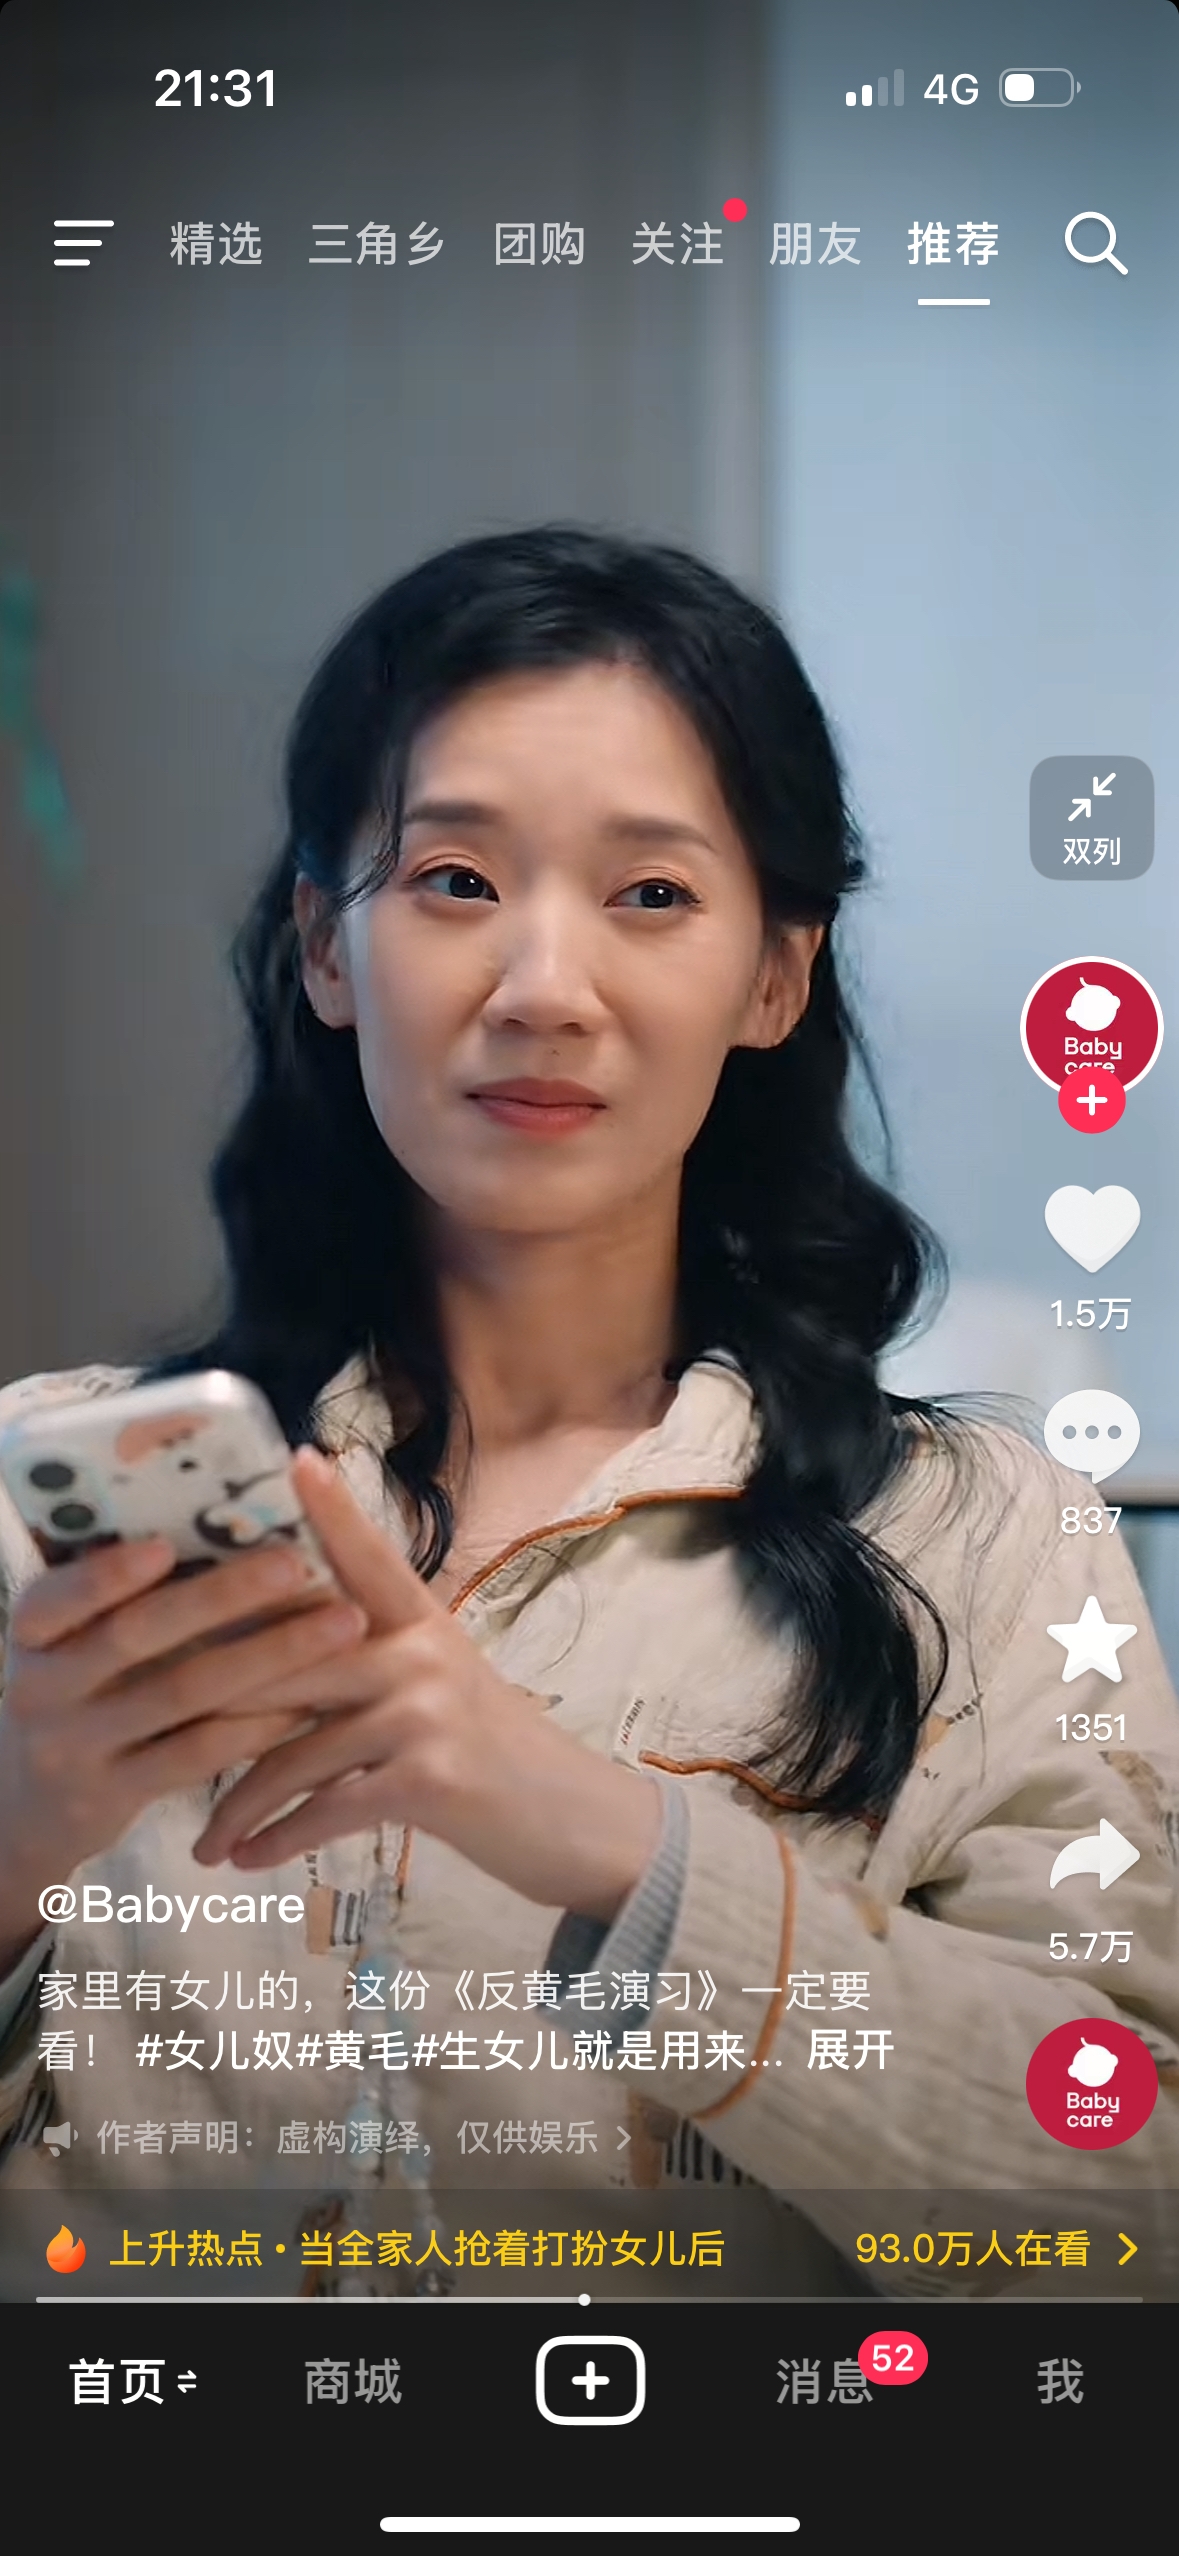 21:31
4G
精选 三角乡 团购 关注 朋友 推荐
双列
Baby
care
1.5万
837
1351
5.7万
@Babycare
家里有女儿的，这份《反黄毛演习》一定要
看！ #女儿奴#黄毛#生女儿就是用来... 展开
Baby
care
作者声明：虚构演绎，仅供娱乐
上升热点·当全家人抢着打扮女儿后 93.0万人在看
首页 商城 消息 52 我